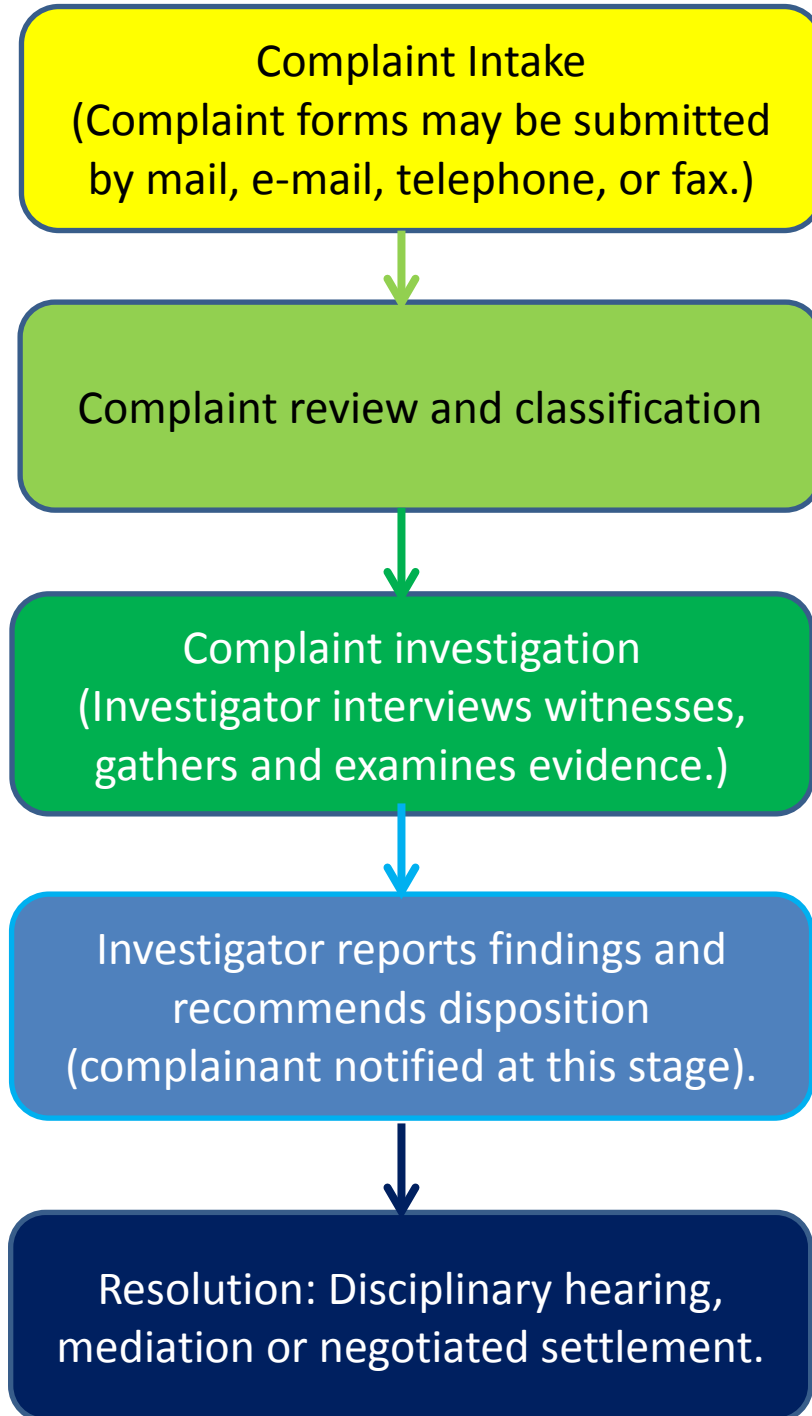 Complaint Intake
(Complaint forms may be submitted
by mail, e-mail, telephone, or fax.)
Complaint review and classification
Complaint investigation
(Investigator interviews witnesses,
gathers and examines evidence.)
Investigator reports findings and
recommends disposition
(complainant notified at this stage).
Resolution: Disciplinary hearing,
mediation or negotiated settlement.